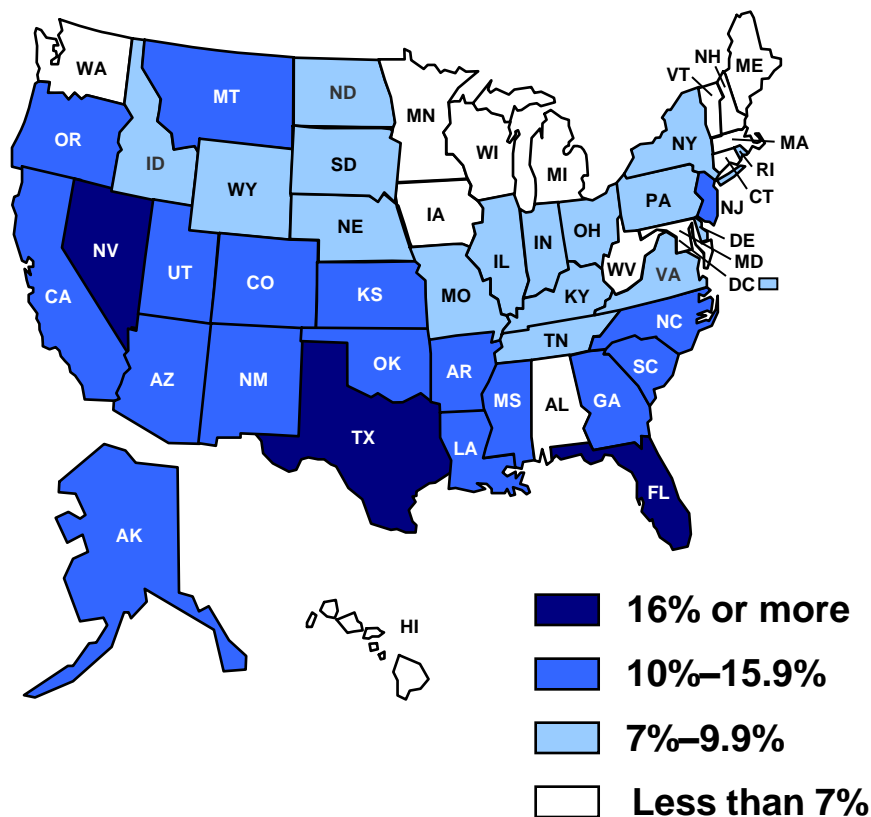 WA
MT
ND
MN
VT
NH
ME
OR
ID
WY
SD
WI
MI
NY
MA
RI
CT
NV
NE
IA
PA
NJ
CA
UT
CO
KS
MO
IL
IN
OH
WV
VA
DE
MD
DC
KY
AZ
NM
OK
AR
TN
NC
SC
TX
LA
MS
AL
GA
FL
AK
HI
16% or more
10%–15.9%
7%–9.9%
Less than 7%